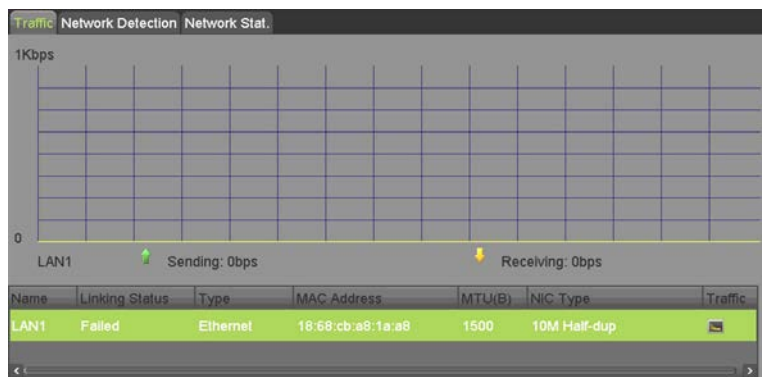 Traffic Network Detection Network Stat.
1Kbps
0
LAN1 Sending: 0bps Receiving: 0bps
Name Linking Status Type MAC Address MTU(B) NIC Type Traffic
LAN1 Failed Ethernet 18:68:cb:a8:1a:a8 1500 10M Half-dup